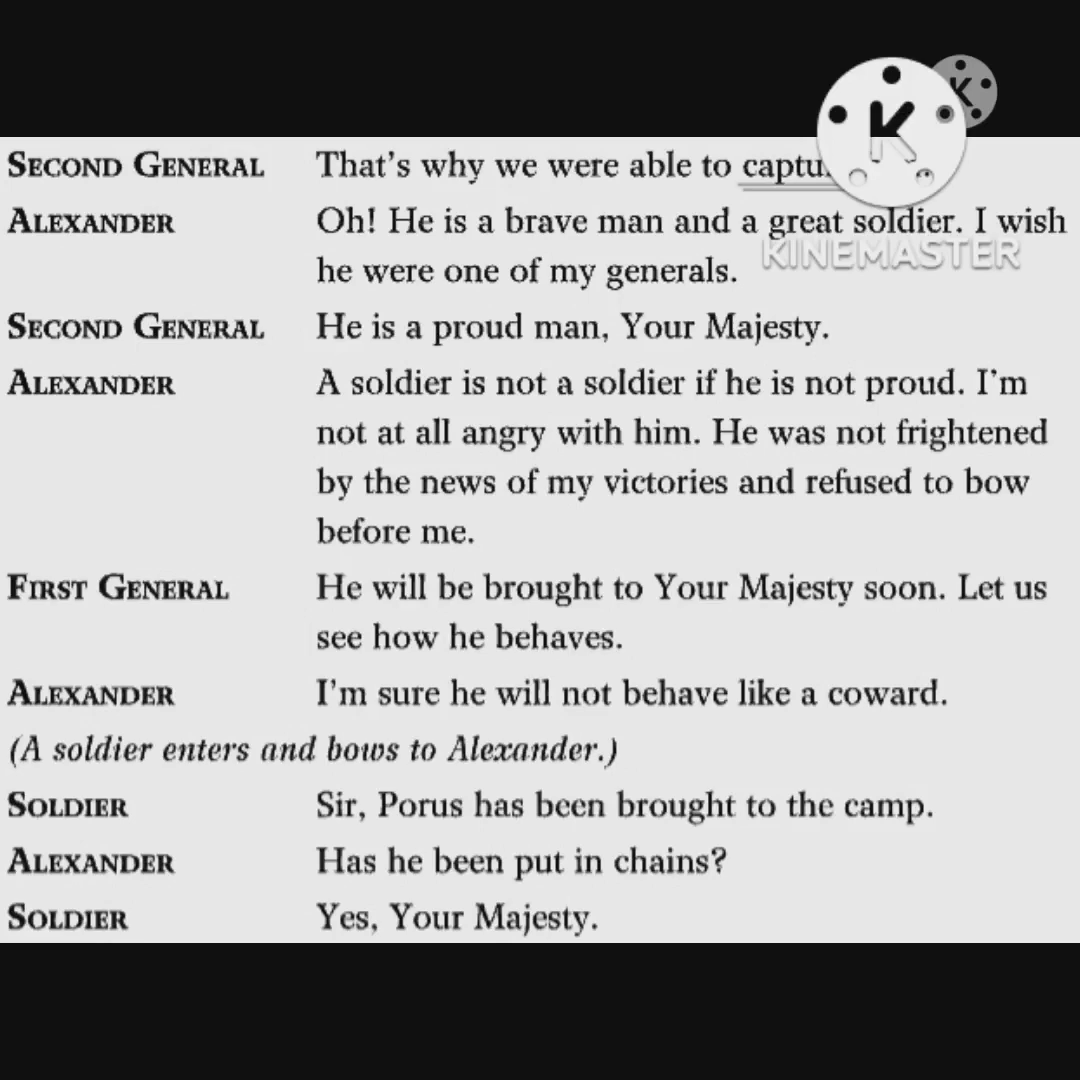 SECOND GENERAL That's why we were able to
ALEXANDER Oh! He is a brave man and a great soldier. I wish
he were one of my generals.
KINEMASTER
SECOND GENERAL He is a proud man, Your Majesty.
ALEXANDER A soldier is not a soldier if he is not proud. I'm
not at all angry with him. He was not frightened
by the news of my victories and refused to bow
before me.
FIRST GENERAL He will be brought to Your Majesty soon. Let us
see how he behaves.
ALEXANDER I'm sure he will not behave like a coward.
(A soldier enters and bows to Alexander.)
SOLDIER Sir, Porus has been brought to the camp.
ALEXANDER Has he been put in chains?
SOLDIER Yes, Your Majesty.